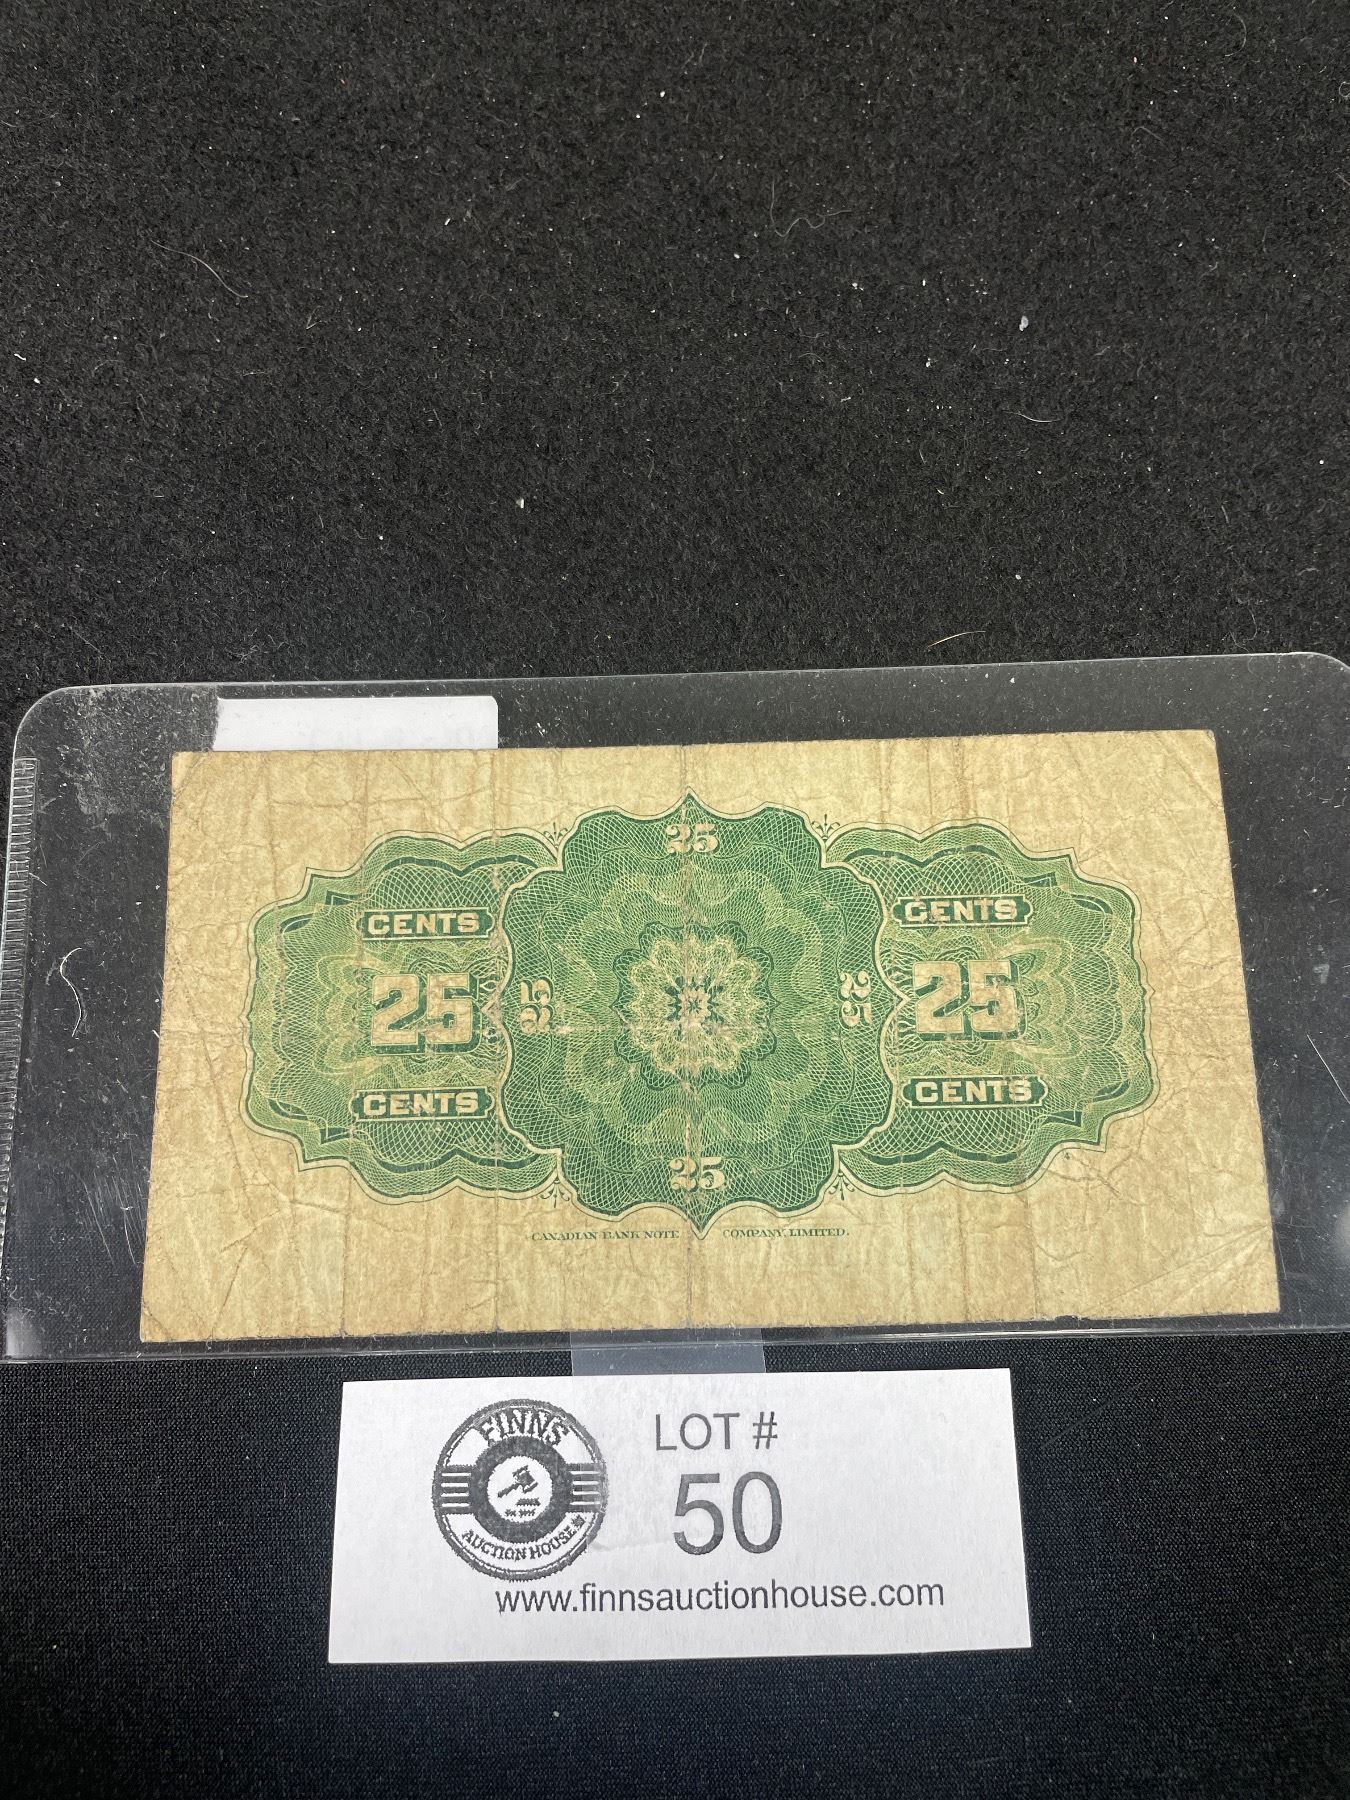 25
CENTS CENTS
25 25 25 25
CENTS CENTS
25
CANADIAN BANK NOTE COMPANY, LIMITED.
FINNS
AUCTION HOUSE
LOT #
50
www.finnsauctionhouse.com